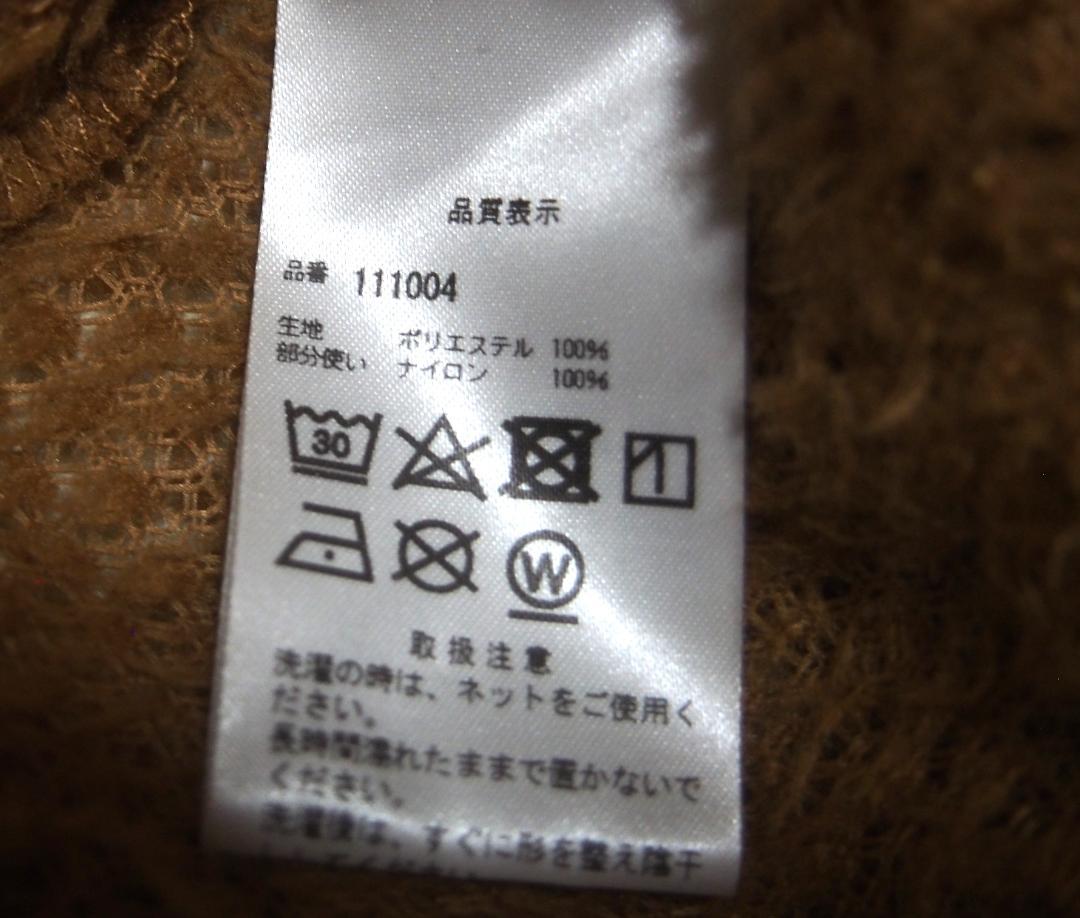 品質表示
品番 111004
生地 ポリエステル 100%
部分使い ナイロン 100%
30
W
取扱注意
洗濯の時は、ネットをご使用く
ださい。
長時間濡れたままで置かないで
ください。
洗濯後は、すぐに形を整え陰干